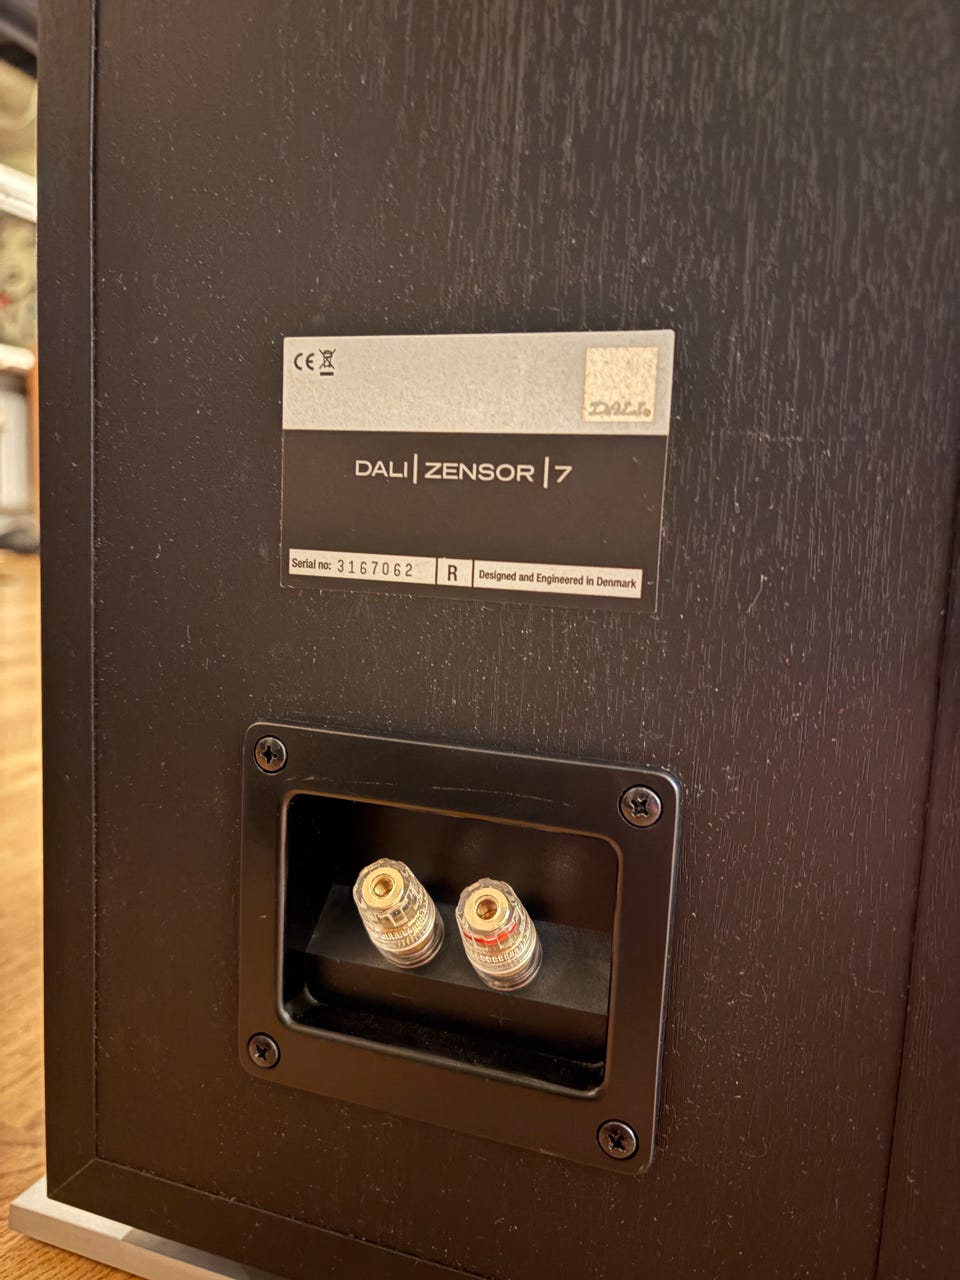 CE
DALI
DALI|ZENSOR|7
Serial no: 3167062 R Designed and Engineered in Denmark
- +